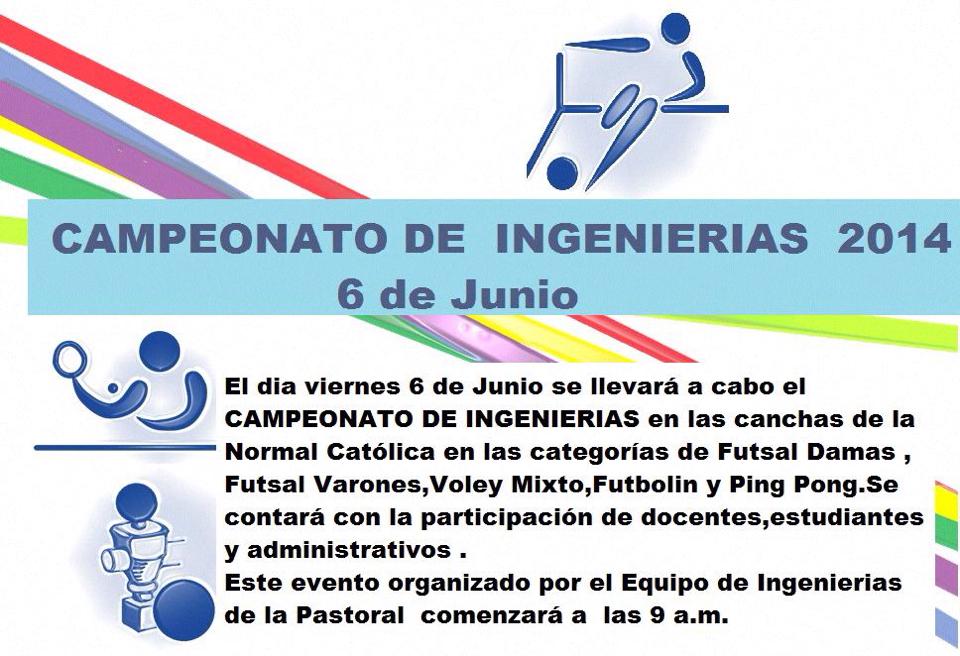 CAMPEONATO DE INGENIERIAS 2014
6 de Junio
El dia viernes 6 de Junio se llevará a cabo el
CAMPEONATO DE INGENIERIAS en las canchas de la
Normal Católica en las categorías de Futsal Damas ,
Futsal Varones,Voley Mixto,Futbolin y Ping Pong.Se
contará con la participación de docentes,estudiantes
y administrativos .
Este evento organizado por el Equipo de Ingenierias
de la Pastoral comenzará a las 9 a.m.